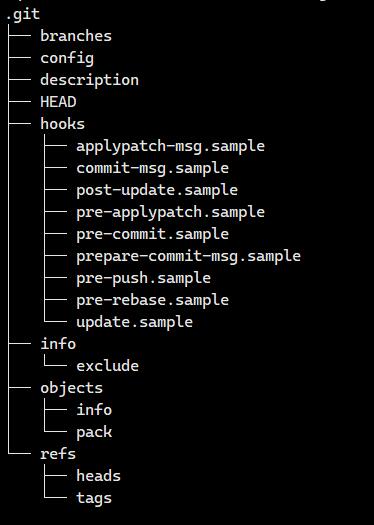 .git
├── branches
├── config
├── description
├── HEAD
├── hooks
│   ├── applypatch-msg.sample
│   ├── commit-msg.sample
│   ├── post-update.sample
│   ├── pre-applypatch.sample
│   ├── pre-commit.sample
│   ├── prepare-commit-msg.sample
│   ├── pre-push.sample
│   ├── pre-rebase.sample
│   └── update.sample
├── info
│   └── exclude
├── objects
│   ├── info
│   └── pack
└── refs
    ├── heads
    └── tags